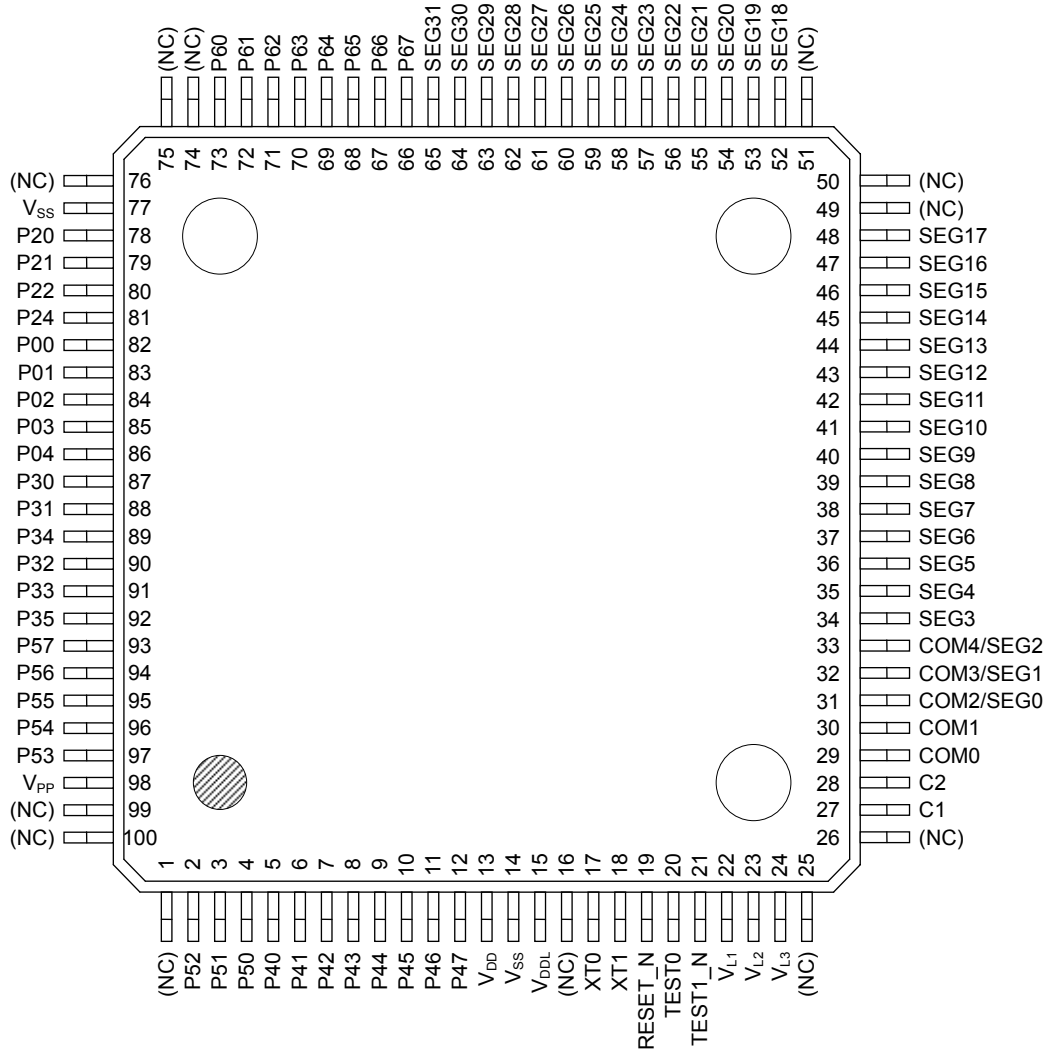 (NC)
(NC)
P60
P61
P62
P63
P64
P65
P66
P67
SEG31
SEG30
SEG29
SEG28
SEG27
SEG26
SEG25
SEG24
SEG23
SEG22
SEG21
SEG20
SEG19
SEG18
(NC)
75
74
73
72
71
70
69
68
67
66
65
64
63
62
61
60
59
58
57
56
55
54
53
52
51
(NC) 76
VSS 77
P20 78
P21 79
P22 80
P24 81
P00 82
P01 83
P02 84
P03 85
P04 86
P30 87
P31 88
P34 89
P32 90
P33 91
P35 92
P57 93
P56 94
P55 95
P54 96
P53 97
VPP 98
(NC) 99
(NC) 100
50 (NC)
49 (NC)
48 SEG17
47 SEG16
46 SEG15
45 SEG14
44 SEG13
43 SEG12
42 SEG11
41 SEG10
40 SEG9
39 SEG8
38 SEG7
37 SEG6
36 SEG5
35 SEG4
34 SEG3
33 COM4/SEG2
32 COM3/SEG1
31 COM2/SEG0
30 COM1
29 COM0
28 C2
27 C1
26 (NC)
1
2
3
4
5
6
7
8
9
10
11
12
13
14
15
16
17
18
19
20
21
22
23
24
25
(NC)
P52
P51
P50
P40
P41
P42
P43
P44
P45
P46
P47
VDD
VSS
VDDL
(NC)
XT0
XT1
RESET_N
TEST0
TEST1_N
VL1
VL2
VL3
(NC)